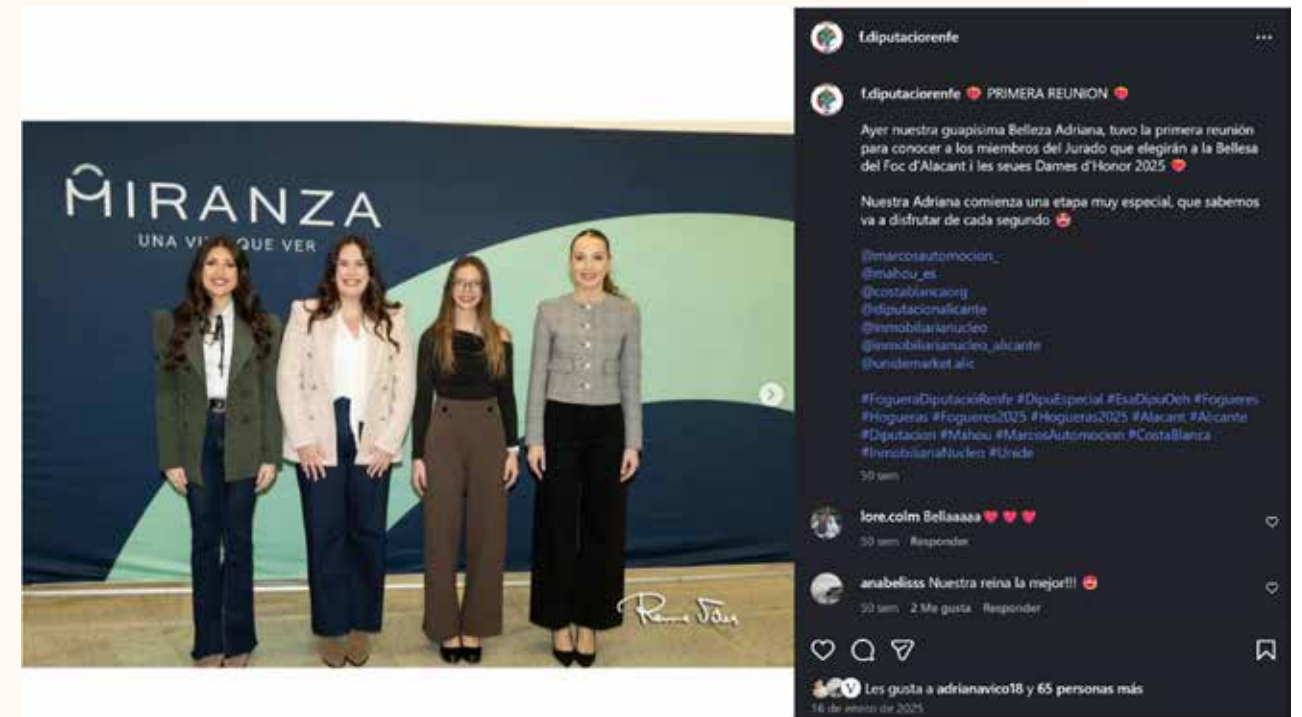 MIRANZA
UNA VI QUE VER
f.diputaciorenfe
f.diputaciorenfe ❤️‍🔥 PRIMERA REUNION ❤️‍🔥
Ayer nuestra guapísima Belleza Adriana, tuvo la primera reunión
para conocer a los miembros del Jurado que elegirán a la Bellesa
del Foc d'Alacant i les seues Dames d'Honor 2025 ❤️‍🔥
Nuestra Adriana comienza una etapa muy especial, que sabemos
va a disfrutar de cada segundo 😍
@marcosautomocion_
@mahou_es
@costablancaorg
@diputacionalicante
@inmobiliarianucleo
@inmobiliarianucleo_alicante
@unidemarket.alic
#FogueraDiputacioRenfe #DipuEspecial #EsaDipuOeh #Fogueres
#Hogueras #Fogueres2025 #Hogueras2025 #Alacant #Alicante
#Diputacion #Mahou #MarcosAutomocion #CostaBlanca
#InmobiliariaNucleo #Unide
50 sem
lore.colm Bellaaaaa❤️ ❤️ ❤️
50 sem Responder
anabelisss Nuestra reina la mejor!!! 😍
50 sem 2 Me gusta Responder
Les gusta a adrianavico18 y 65 personas más
16 de enero de 2025